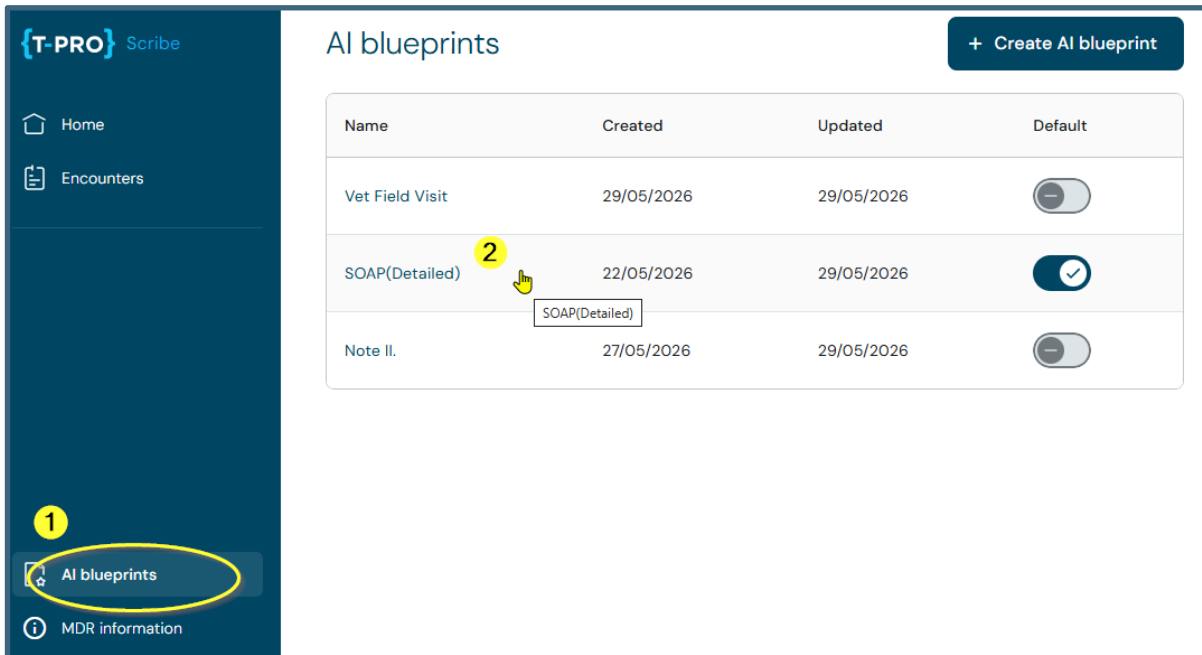 {T-PRO} Scribe
Home
Encounters
1
AI blueprints
MDR information
AI blueprints
+ Create AI blueprint
Name Created Updated Default
Vet Field Visit 29/05/2026 29/05/2026
2
SOAP(Detailed) 22/05/2026 29/05/2026
SOAP(Detailed)
Note II. 27/05/2026 29/05/2026